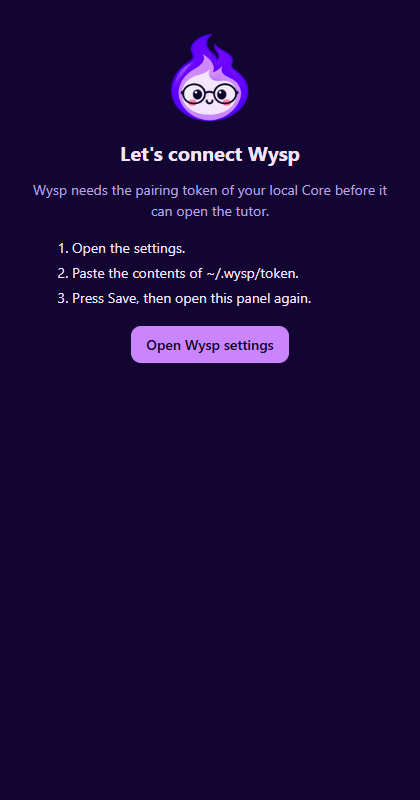 Let's connect Wysp
Wysp needs the pairing token of your local Core before it
can open the tutor.
1. Open the settings.
2. Paste the contents of ~/.wysp/token.
3. Press Save, then open this panel again.
Open Wysp settings